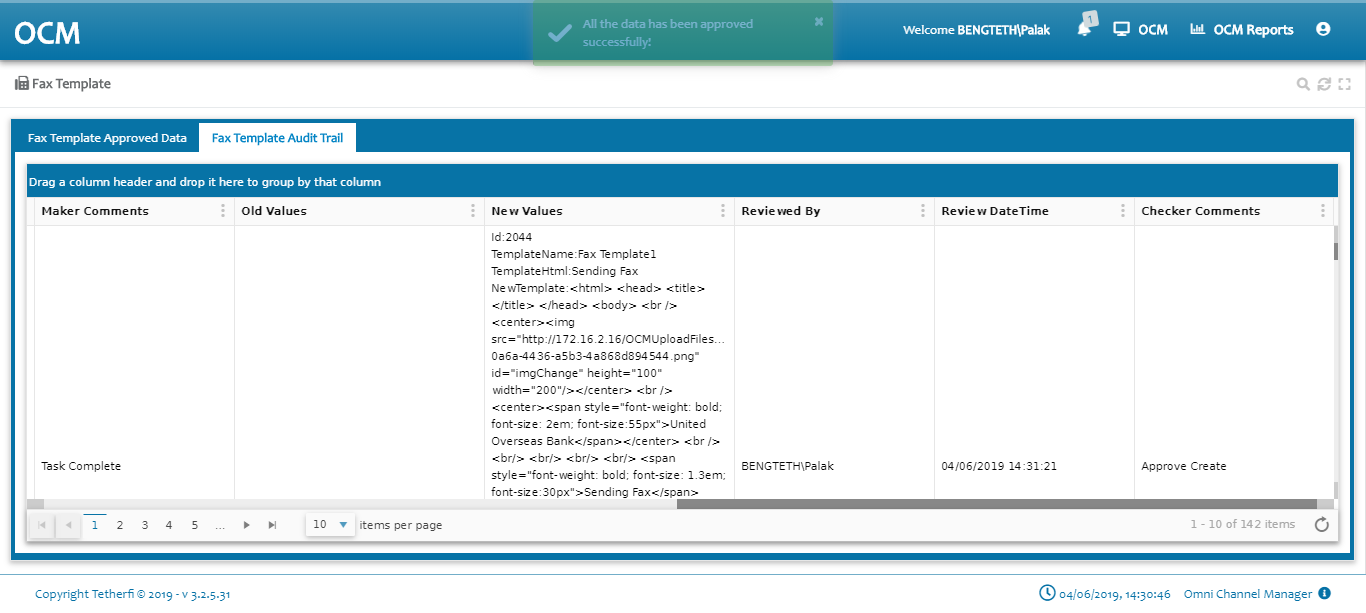 OCM
All the data has been approved
successfully!
Welcome BENGTETH\Palak
1
OCM
OCM Reports
Fax Template
Fax Template Approved Data
Fax Template Audit Trail
Drag a column header and drop it here to group by that column
Maker Comments
Old Values
New Values
Reviewed By
Review DateTime
Checker Comments
Id:2044
TemplateName:Fax Template1
TemplateHtml:Sending Fax
NewTemplate:<html> <head> <title>
</title> </head> <body> <br />
<center><img
src="http://172.16.2.16/OCMUploadFiles...
0a6a-4436-a5b3-4a868d894544.png"
id="imgChange" height="100"
width="200"/></center> <br />
<center><span style="font-weight: bold;
font-size: 2em; font-size:55px">United
Overseas Bank</span></center> <br />
<br/> <br/> <br/> <br/> <span
style="font-weight: bold; font-size: 1.3em;
font-size:30px">Sending Fax</span>
Task Complete
BENGTETH\Palak
04/06/2019 14:31:21
Approve Create
1 2 3 4 5 ...
10
items per page
1 - 10 of 142 items
Copyright Tetherfi © 2019 - v 3.2.5.31
04/06/2019, 14:30:46
Omni Channel Manager